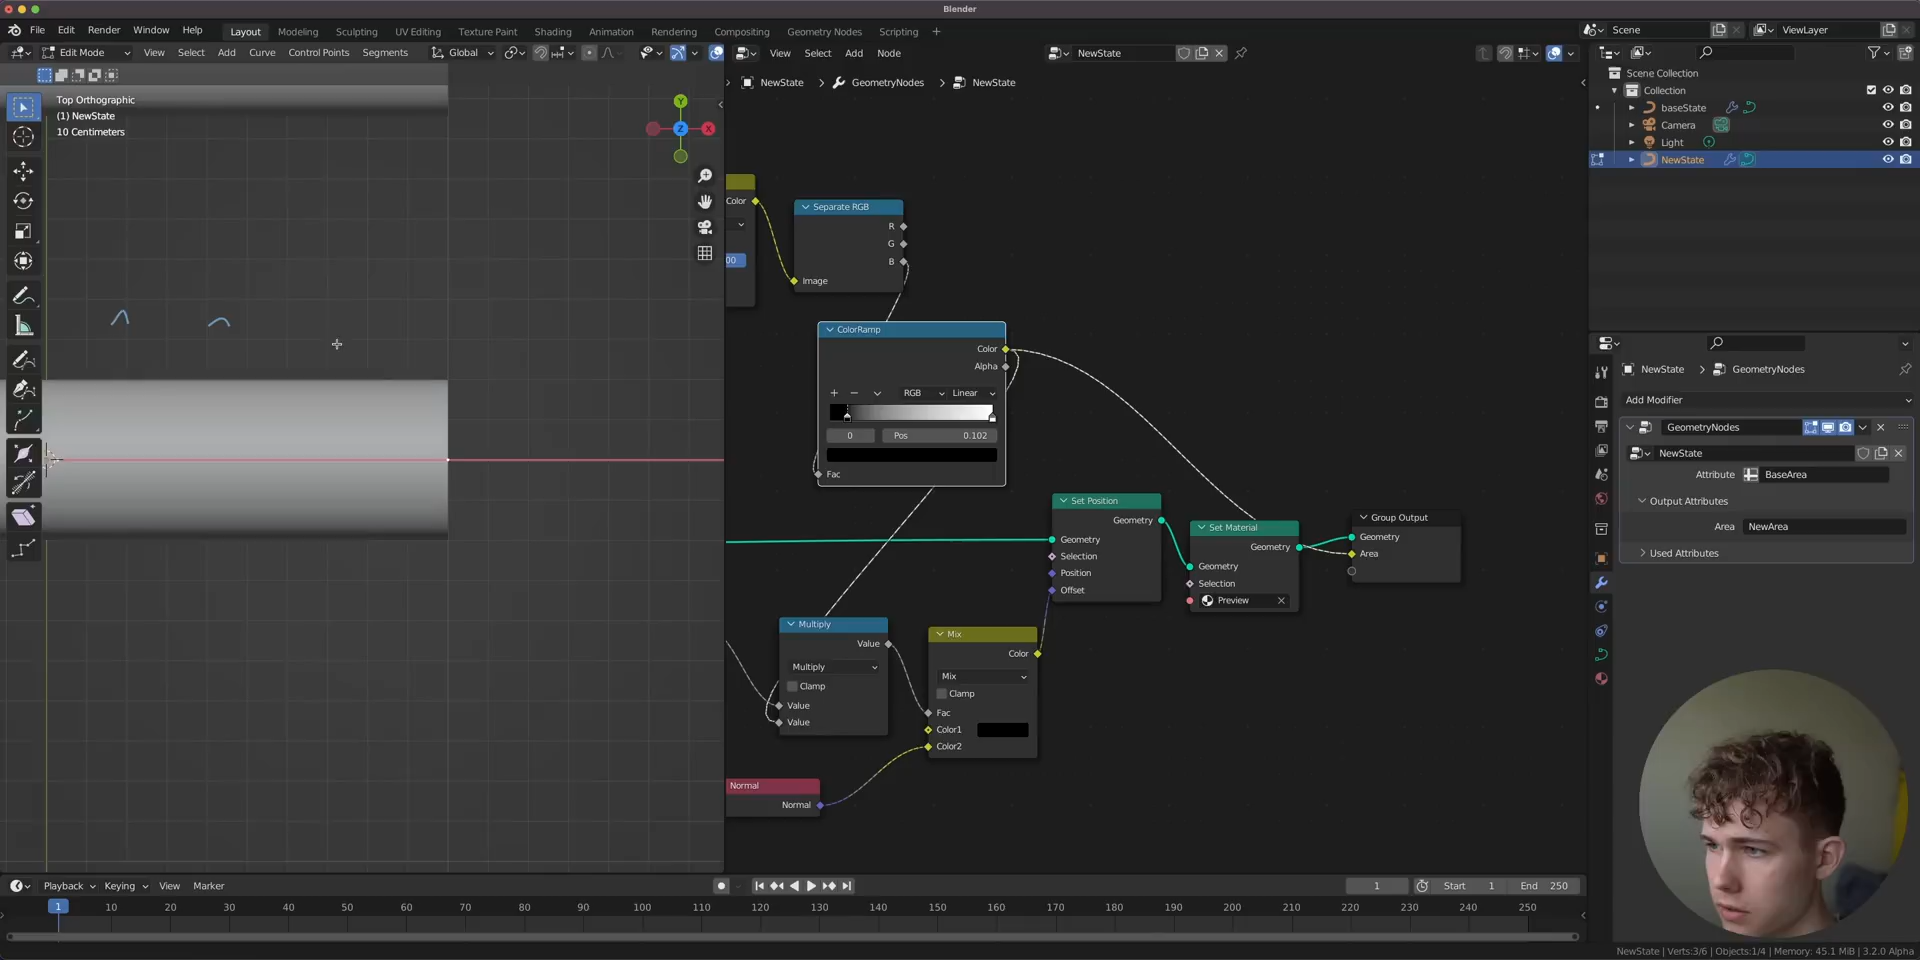 Blender
File Edit Render Window Help Layout Modeling Sculpting UV Editing Texture Paint Shading Animation Rendering Compositing Geometry Nodes Scripting + Scene ViewLayer
Edit Mode View Select Add Curve Control Points Segments Global View Select Add Node NewState
NewState > GeometryNodes > NewState
Top Orthographic
(1) NewState
10 Centimeters
Y
Z
X
Color
00
Separate RGB
R
G
B
Image
ColorRamp
Color
Alpha
+ − RGB Linear
0 Pos 0.102
Fac
Set Position
Geometry
Geometry
Selection
Position
Offset
Set Material
Geometry
Geometry
Selection
Preview
Group Output
Geometry
Area
Multiply
Value
Multiply
Clamp
Value
Value
Mix
Color
Mix
Clamp
Fac
Color1
Color2
Normal
Normal
Scene Collection
Collection
baseState
Camera
Light
NewState
NewState > GeometryNodes
Add Modifier
GeometryNodes
NewState
Attribute BaseArea
Output Attributes
Area NewArea
Used Attributes
Playback Keying View Marker 1 Start 1 End 250
1 10 20 30 40 50 60 70 80 90 100 110 120 130 140 150 160 170 180 190 200 210 220 230 240 250
NewState | Verts:3/6 | Objects:1/4 | Memory: 45.1 MiB | 3.2.0 Alpha